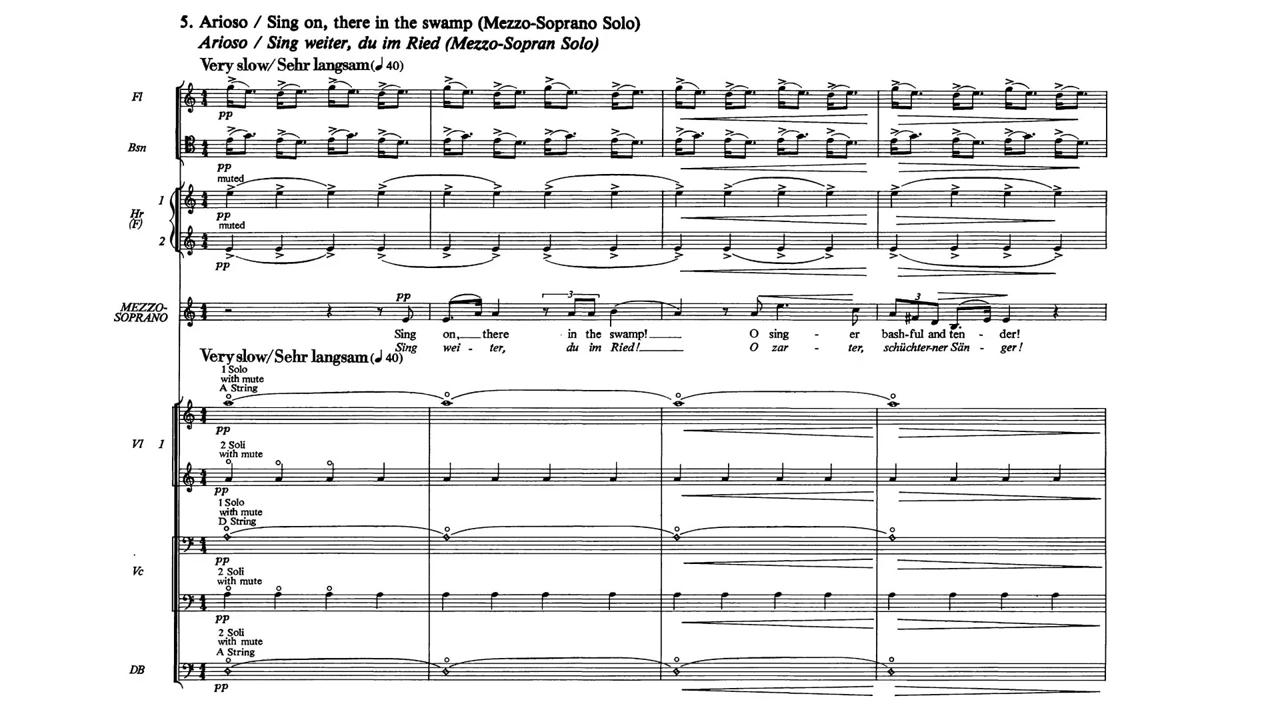 5. Arioso / Sing on, there in the swamp (Mezzo-Soprano Solo)
Arioso / Sing weiter, du im Ried (Mezzo-Sopran Solo)
Very slow/Sehr langsam (♩ 40)
Fl
pp
Bsn
pp
muted
1
Hr
(F)
pp
muted
2
pp
pp
3
3
MEZZO-
SOPRANO
Sing on,___ there in the swamp!___ O sing - er bash-ful and ten - der!
Sing wei - ter, du im Ried!___ O zar - ter, schüchter-ner Sän - ger!
Very slow/Sehr langsam (♩ 40)
1 Solo
with mute
A String
pp
Vl 1
2 Soli
with mute
pp
1 Solo
with mute
D String
pp
Vc
2 Soli
with mute
pp
2 Soli
with mute
A String
DB
pp